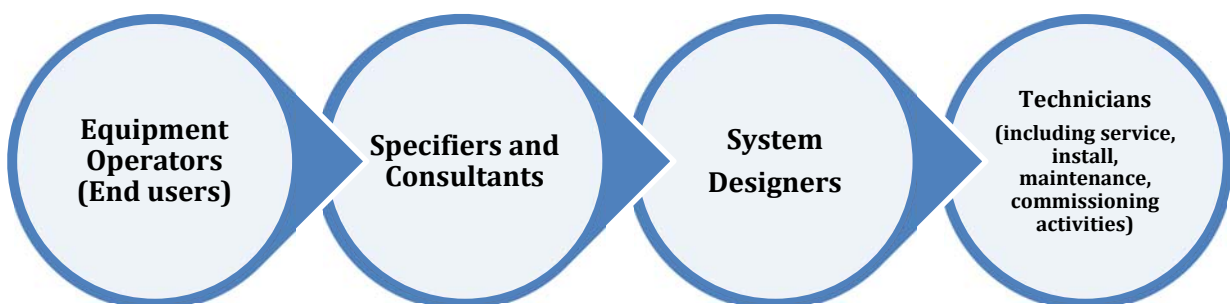 Equipment
Operators
(End users)
Specifiers and
Consultants
System
Designers
Technicians
(including service,
install,
maintenance,
commissioning
activities)